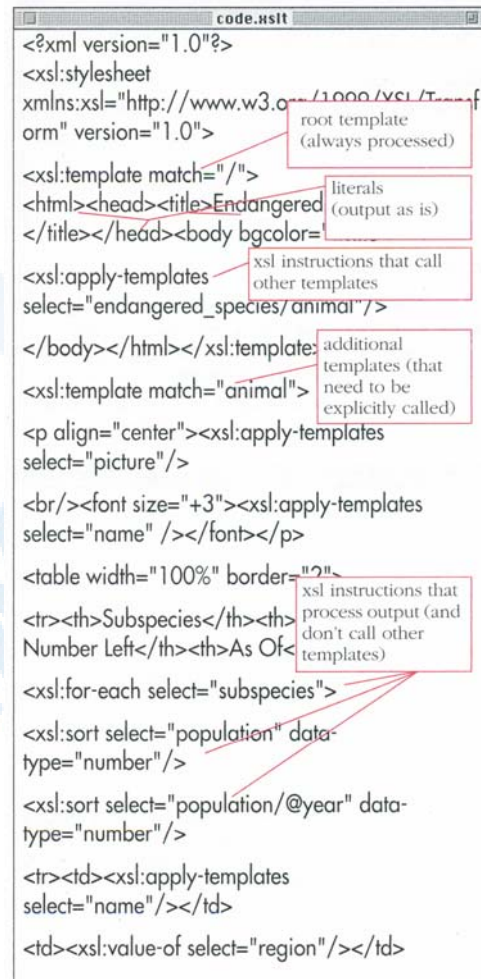 code.xslt
<?xml version="1.0"?>
<xsl:stylesheet
xmlns:xsl="http://www.w3.org/1999/XSL/Transf
orm" version="1.0">
root template
(always processed)
<xsl:template match="/">
<html><head><title>Endangered
literals
(output as is)
</title></head><body bgcolor="
<xsl:apply-templates
xsl instructions that call
other templates
select="endangered_species/animal"/>
</body></html></xsl:template>
additional
templates (that
need to be
explicitly called)
<xsl:template match="animal">
<p align="center"><xsl:apply-templates
select="picture"/>
<br/><font size="+3"><xsl:apply-templates
select="name" /></font></p>
<table width="100%" border="2">
xsl instructions that
process output (and
don't call other
templates)
<tr><th>Subspecies</th><th>
Number Left</th><th>As Of<
<xsl:for-each select="subspecies">
<xsl:sort select="population" data-
type="number"/>
<xsl:sort select="population/@year" data-
type="number"/>
<tr><td><xsl:apply-templates
select="name"/></td>
<td><xsl:value-of select="region"/></td>